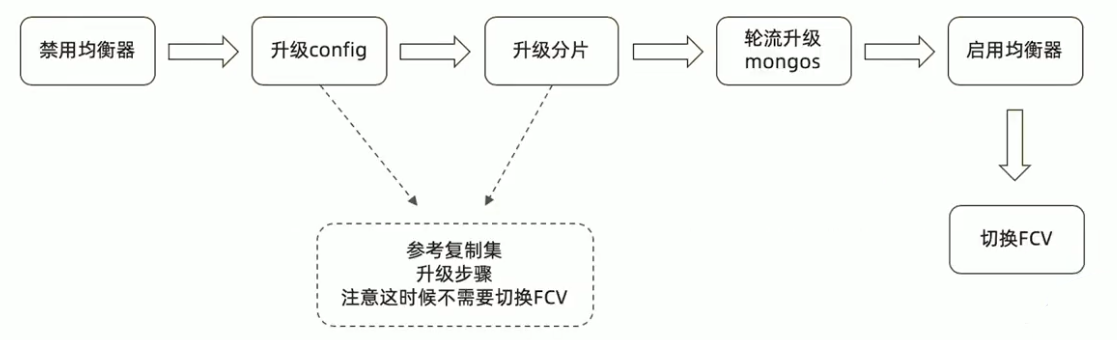 禁用均衡器
升级config
升级分片
轮流升级
mongos
启用均衡器
参考复制集
升级步骤
注意这时候不需要切换FCV
切换FCV